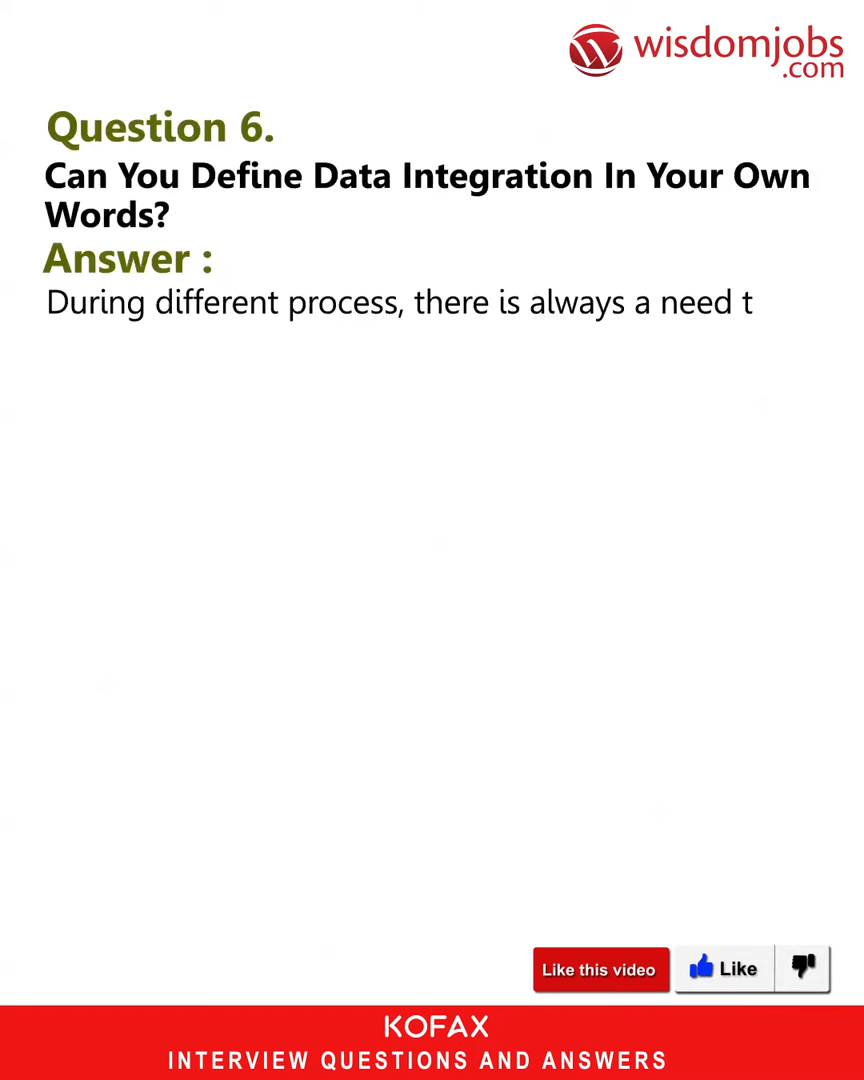 wisdomjobs
.com
Question 6.
Can You Define Data Integration In Your Own
Words?
Answer :
During different process, there is always a need t
Like this video
Like
KOFAX
INTERVIEW QUESTIONS AND ANSWERS